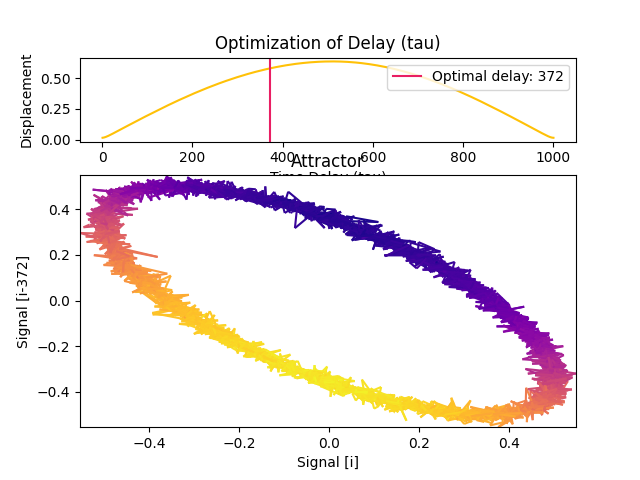 Optimization of Delay (tau)
Displacement
0.50
0.25
0.00
Optimal delay: 372
0 200 400 600 800 1000
Time Delay (tau)
Attractor
Signal [i-372]
0.4
0.2
0.0
−0.2
−0.4
−0.4 −0.2 0.0 0.2 0.4
Signal [i]